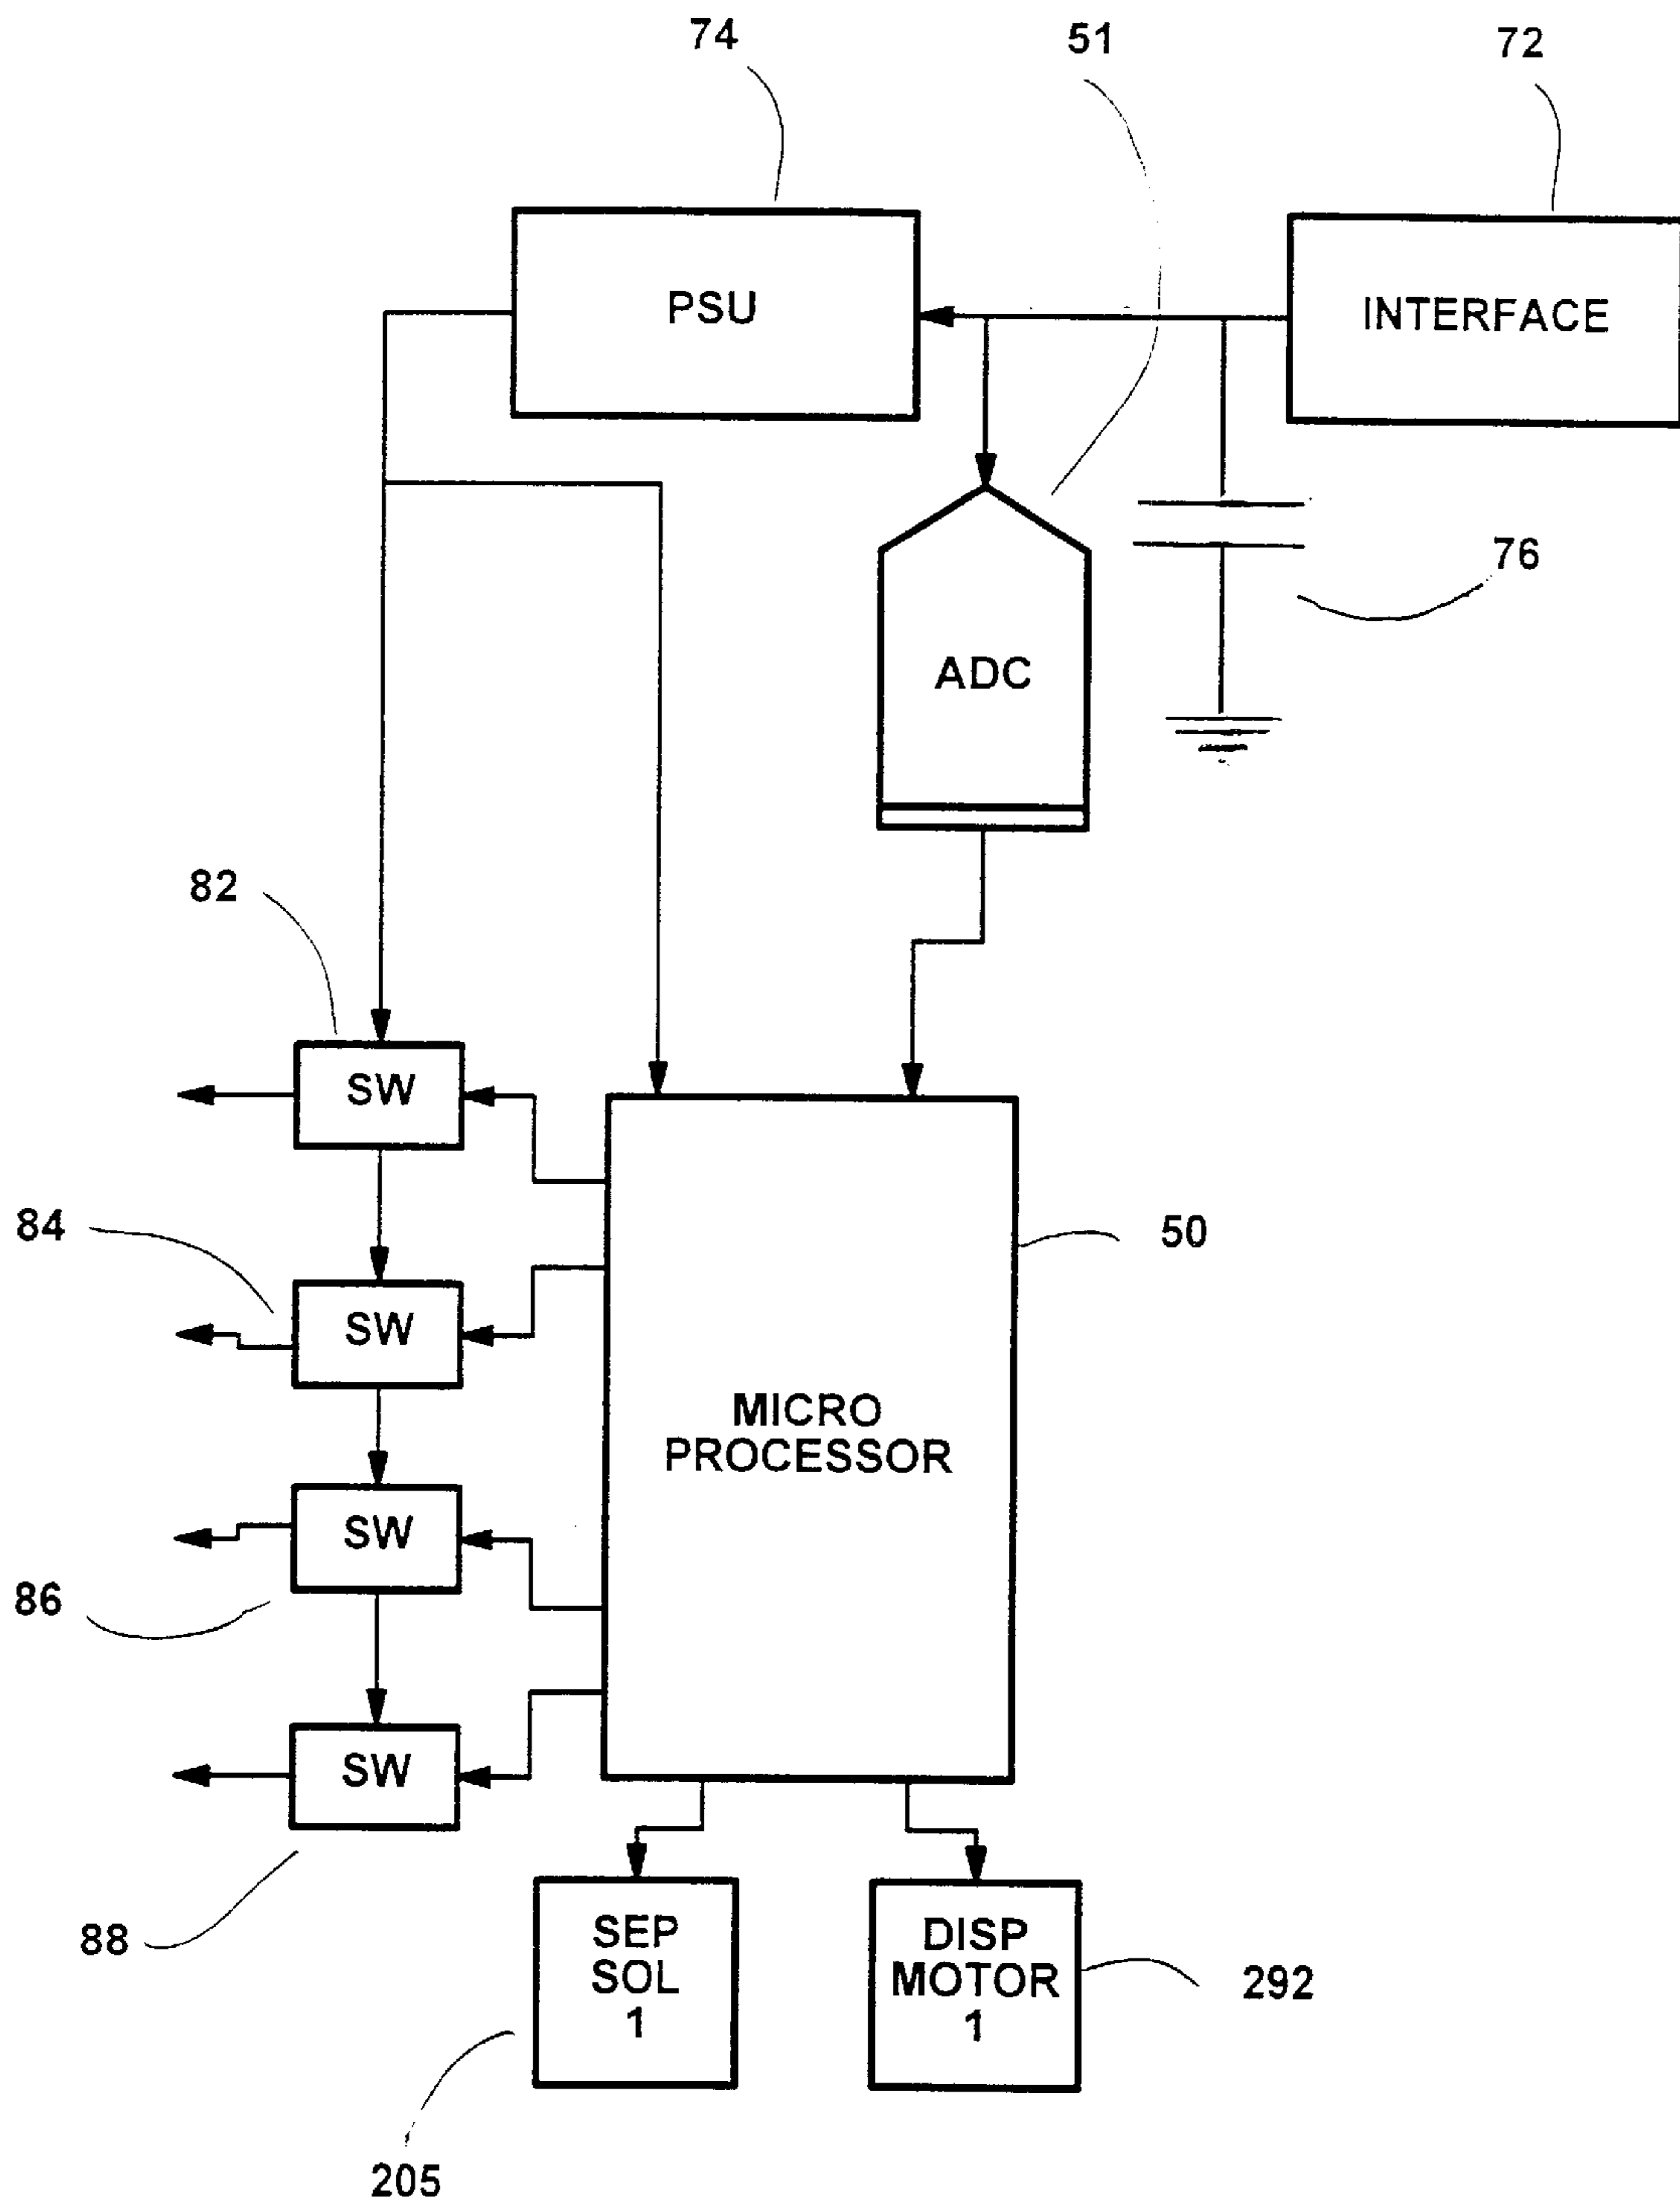 74
51
72
PSU
INTERFACE
76
ADC
82
SW
84
50
SW
MICRO
PROCESSOR
SW
86
SW
88
SEP
SOL
1
DISP
MOTOR
1
292
205